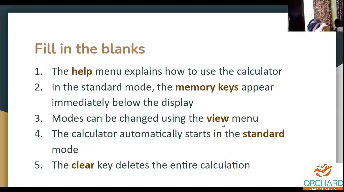 Fill in the blanks
1. The help menu explains how to use the calculator
2. In the standard mode, the memory keys appear
immediately below the display
3. Modes can be changed using the view menu
4. The calculator automatically starts in the standard
mode
5. The clear key deletes the entire calculation
ORCHARD